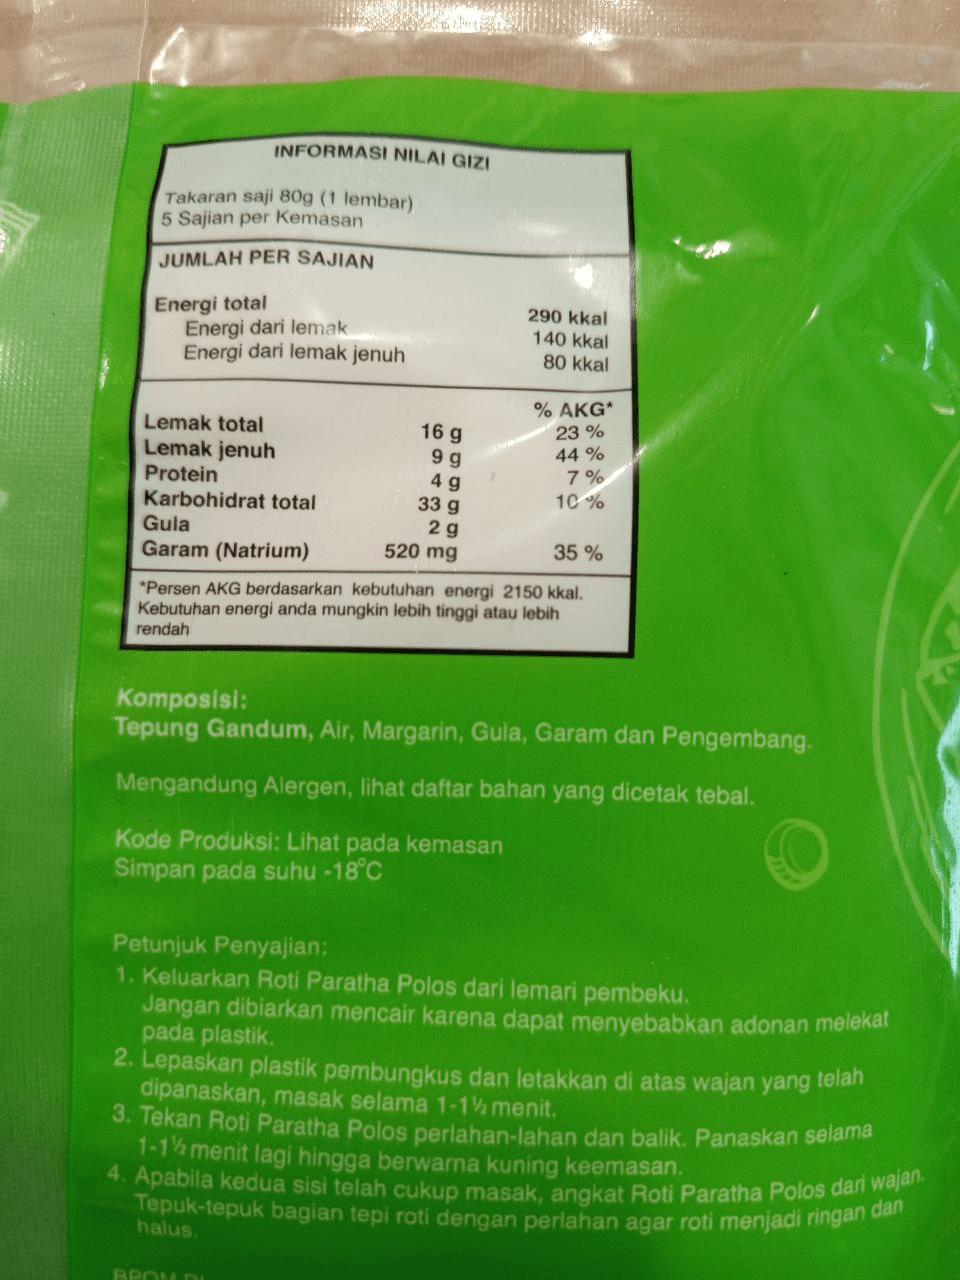 INFORMASI NILAI GIZI
Takaran saji 80g (1 lembar)
5 Sajian per Kemasan
JUMLAH PER SAJIAN
Energi total 290 kkal
Energi dari lemak 140 kkal
Energi dari lemak jenuh 80 kkal
% AKG*
Lemak total 16 g 23 %
Lemak jenuh 9 g 44 %
Protein 4 g 7 %
Karbohidrat total 33 g 10 %
Gula 2 g
Garam (Natrium) 520 mg 35 %
*Persen AKG berdasarkan kebutuhan energi 2150 kkal.
Kebutuhan energi anda mungkin lebih tinggi atau lebih
rendah
Komposisi:
Tepung Gandum, Air, Margarin, Gula, Garam dan Pengembang.
Mengandung Alergen, lihat daftar bahan yang dicetak tebal.
Kode Produksi: Lihat pada kemasan
Simpan pada suhu -18°C
Petunjuk Penyajian:
1. Keluarkan Roti Paratha Polos dari lemari pembeku.
Jangan dibiarkan mencair karena dapat menyebabkan adonan melekat
pada plastik.
2. Lepaskan plastik pembungkus dan letakkan di atas wajan yang telah
dipanaskan, masak selama 1-1½ menit.
3. Tekan Roti Paratha Polos perlahan-lahan dan balik. Panaskan selama
1-1½ menit lagi hingga berwarna kuning keemasan.
4. Apabila kedua sisi telah cukup masak, angkat Roti Paratha Polos dari wajan.
Tepuk-tepuk bagian tepi roti dengan perlahan agar roti menjadi ringan dan
halus.
BPOM RI